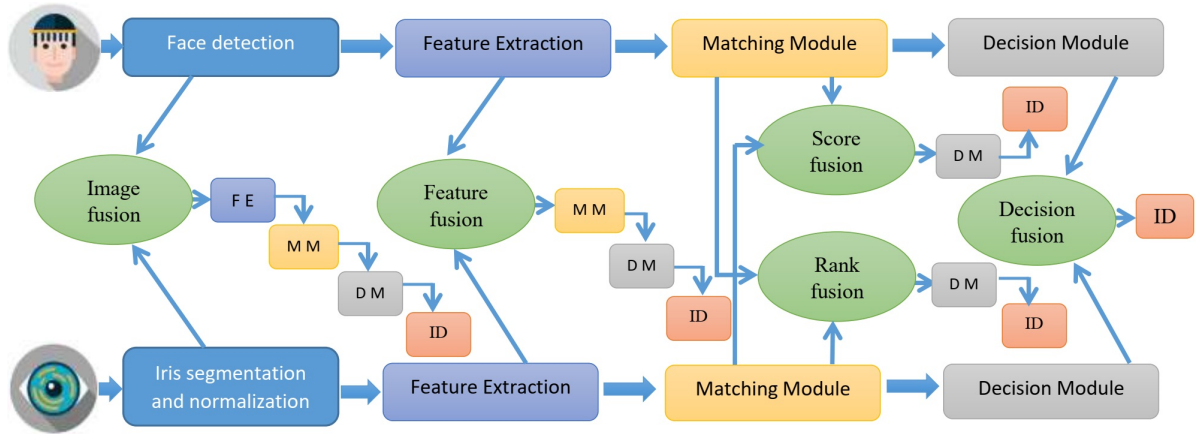 Face detection
Feature Extraction
Matching Module
Decision Module
Image
fusion
F E
M M
D M
ID
Feature
fusion
M M
D M
ID
Score
fusion
D M
ID
Rank
fusion
D M
ID
Decision
fusion
ID
Iris segmentation
and normalization
Feature Extraction
Matching Module
Decision Module